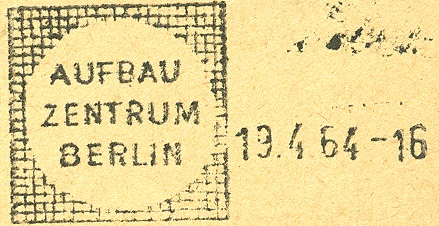 AUFBAU
ZENTRUM
BERLIN
19.4 64-16